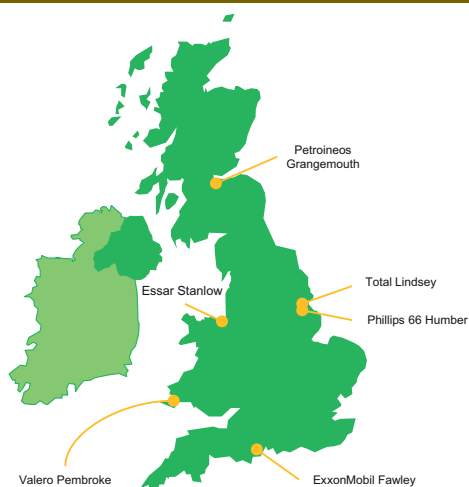 Petroineos
Grangemouth
Total Lindsey
Essar Stanlow
Phillips 66 Humber
Valero Pembroke
ExxonMobil Fawley